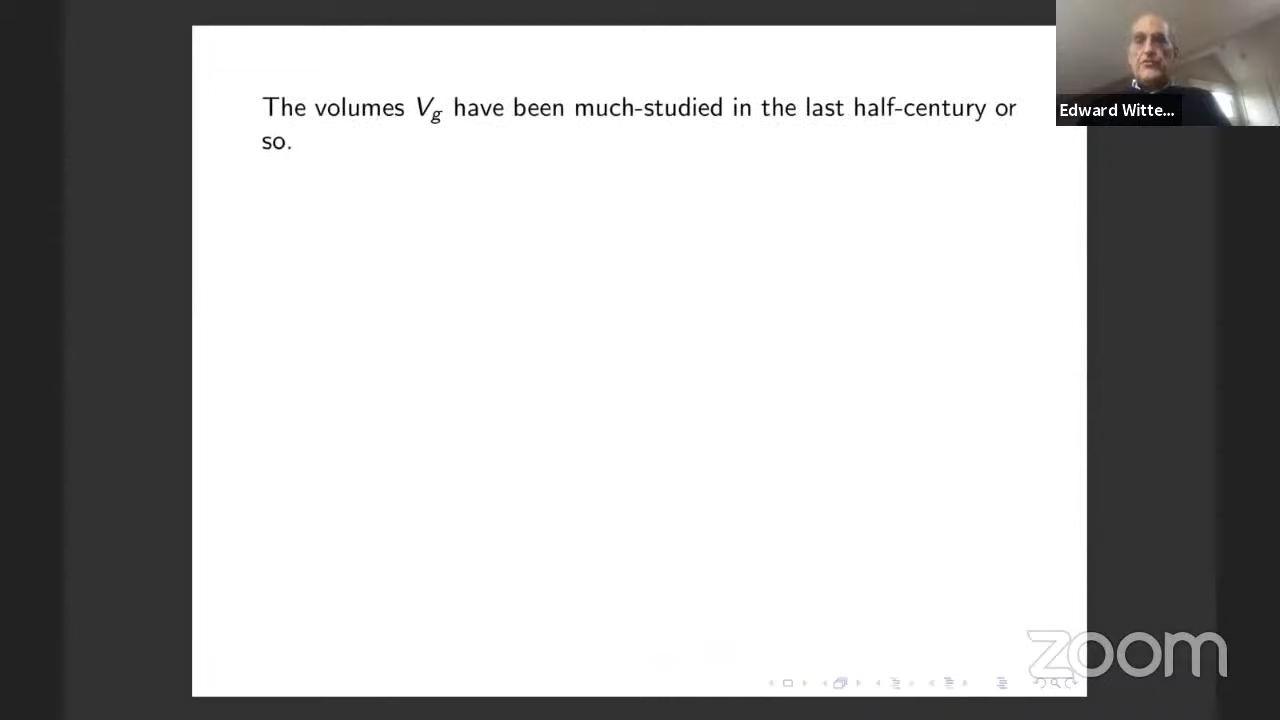 The volumes V_g have been much-studied in the last half-century or
so.
Edward Witte...
zoom